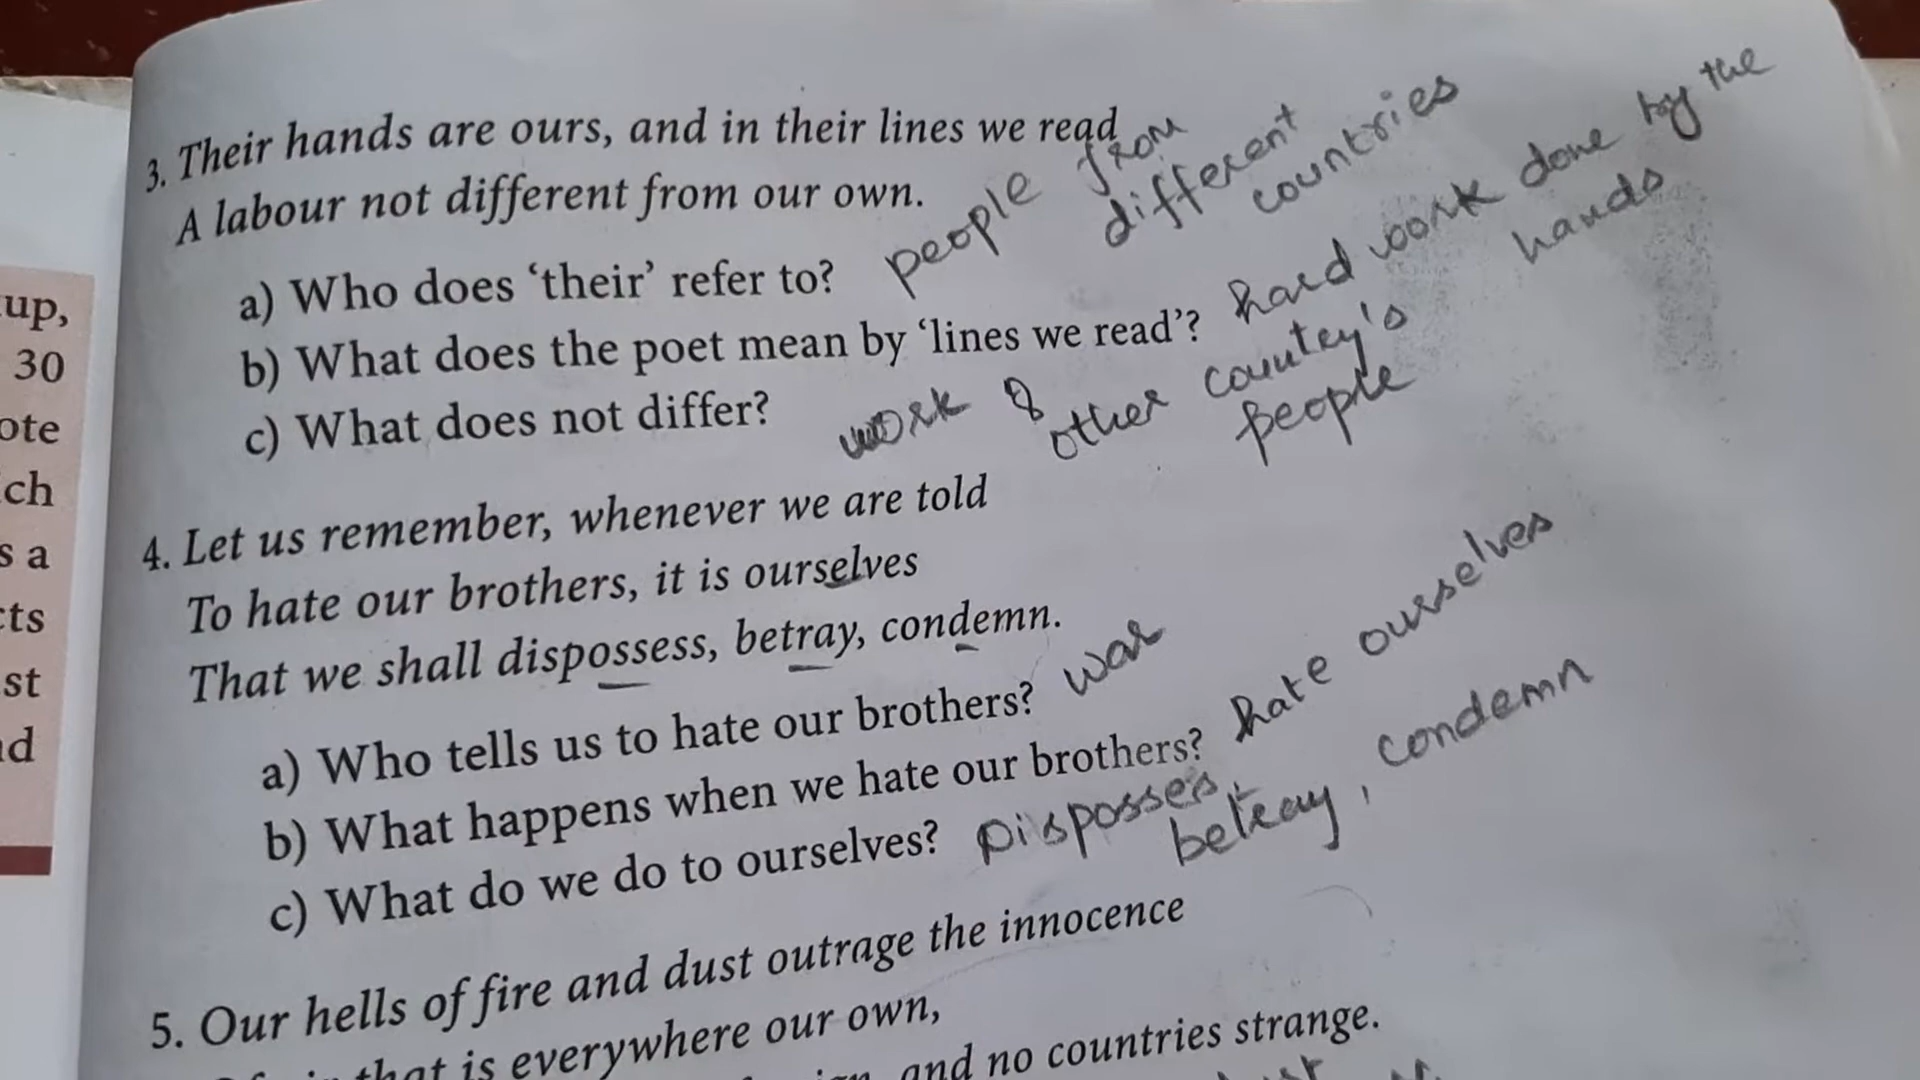 up,
30
ote
ch
s a
cts
st
nd
3. Their hands are ours, and in their lines we read
A labour not different from our own.
a) Who does ‘their’ refer to? people from different countries
b) What does the poet mean by ‘lines we read’? hard work done by the hands
c) What does not differ? work of other country's people
4. Let us remember, whenever we are told
To hate our brothers, it is ourselves
That we shall dispossess, betray, condemn.
a) Who tells us to hate our brothers? war
b) What happens when we hate our brothers? hate ourselves
c) What do we do to ourselves? Disposses, betray, condemn
5. Our hells of fire and dust outrage the innocence
that is everywhere our own,
and no countries strange.